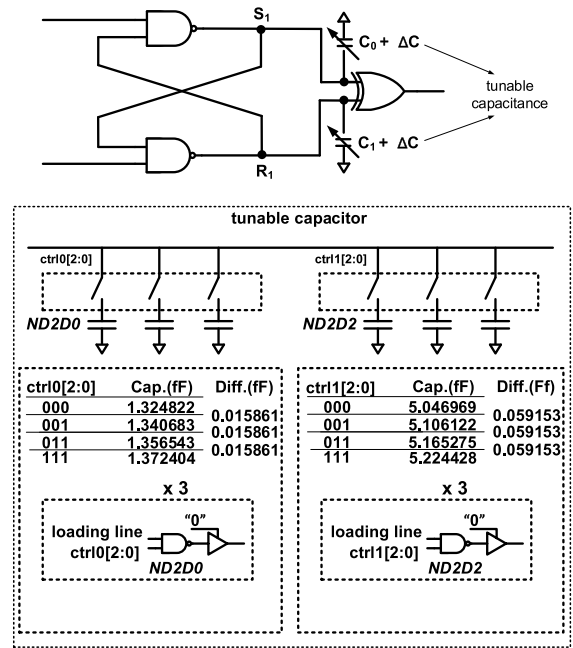 S1
C0 + ΔC
tunable
capacitance
C1 + ΔC
R1
tunable capacitor
ctrl0[2:0]
ctrl1[2:0]
ND2D0
ND2D2
ctrl0[2:0] Cap.(fF) Diff.(fF)
000 1.324822
0.015861
001 1.340683
0.015861
011 1.356543
0.015861
111 1.372404
x 3
"0"
loading line
ctrl0[2:0]
ND2D0
ctrl1[2:0] Cap.(fF) Diff.(Ff)
000 5.046969
0.059153
001 5.106122
0.059153
011 5.165275
0.059153
111 5.224428
x 3
"0"
loading line
ctrl1[2:0]
ND2D2